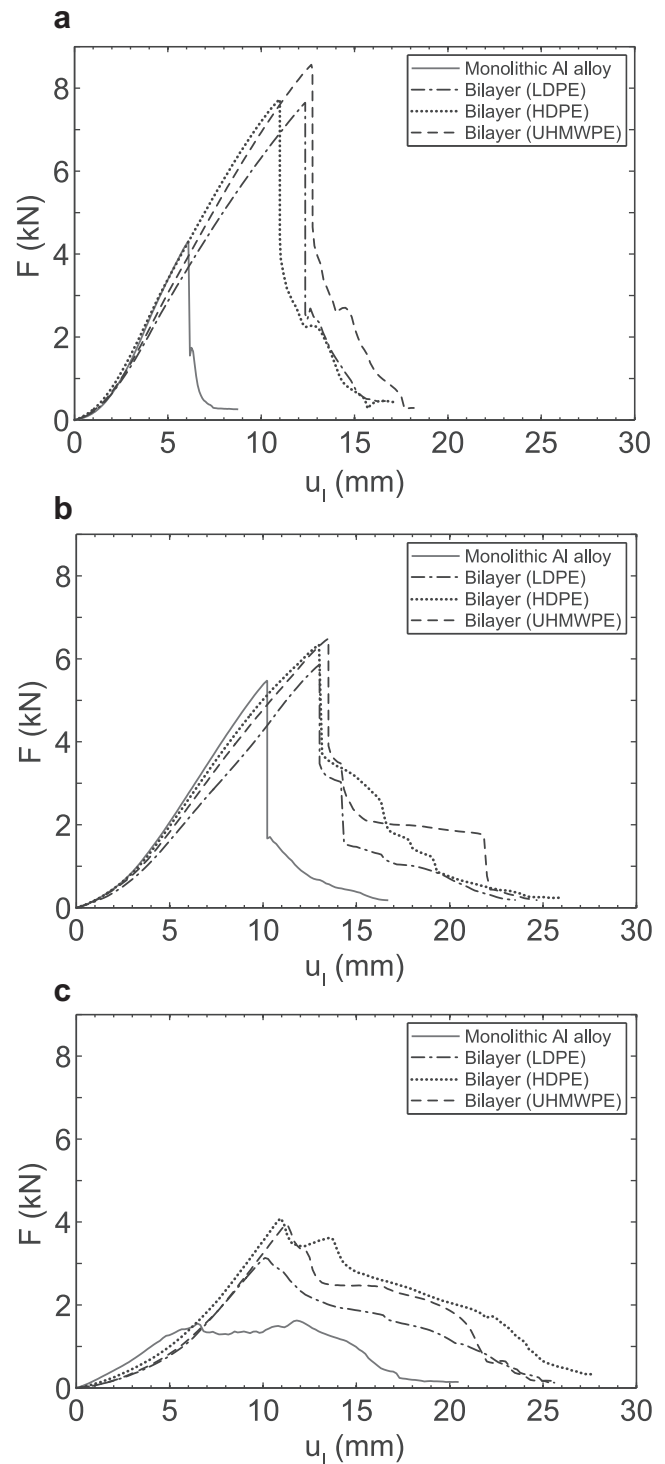 a
F (kN)
8
6
4
2
0
Monolithic Al alloy
Bilayer (LDPE)
Bilayer (HDPE)
Bilayer (UHMWPE)
0 5 10 15 20 25 30
u_I (mm)
b
F (kN)
8
6
4
2
0
Monolithic Al alloy
Bilayer (LDPE)
Bilayer (HDPE)
Bilayer (UHMWPE)
0 5 10 15 20 25 30
u_I (mm)
c
F (kN)
8
6
4
2
0
Monolithic Al alloy
Bilayer (LDPE)
Bilayer (HDPE)
Bilayer (UHMWPE)
0 5 10 15 20 25 30
u_I (mm)